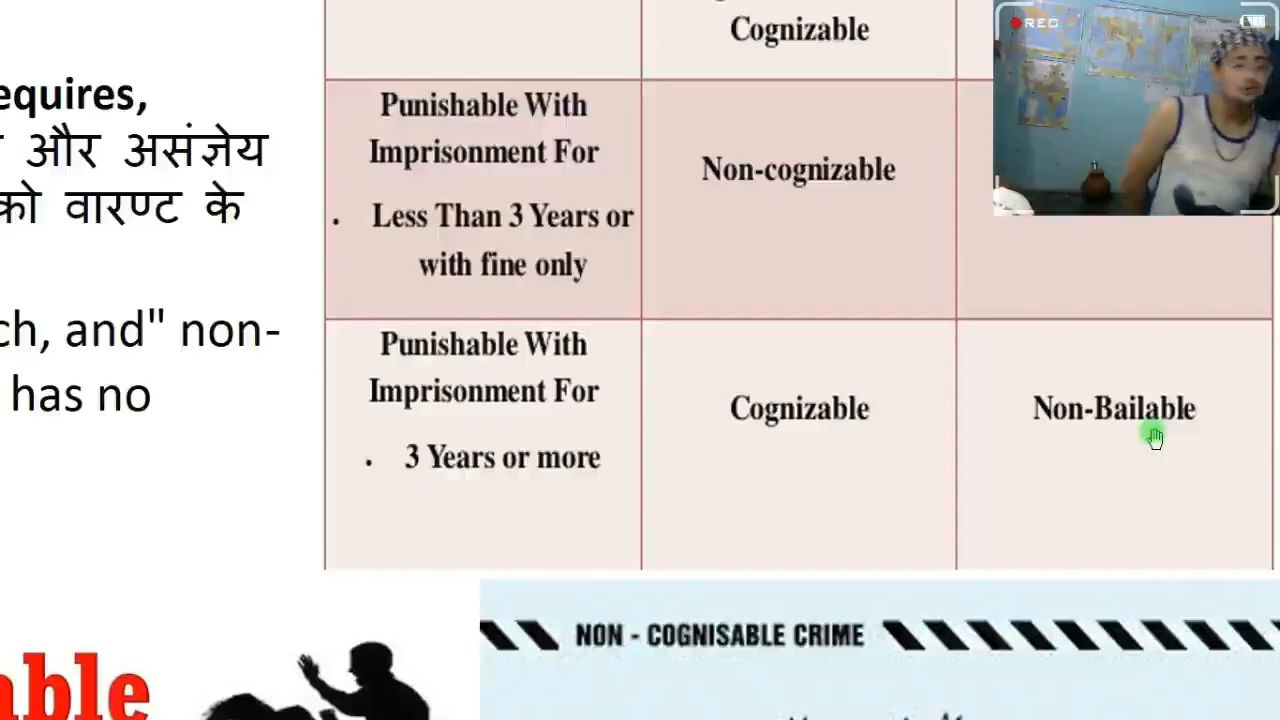 equires,
और असंज्ञेय
को वारण्ट के
ch, and" non-
has no
Cognizable
Punishable With
Imprisonment For
. Less Than 3 Years or
with fine only
Non-cognizable
Punishable With
Imprisonment For
. 3 Years or more
Cognizable
Non-Bailable
REC
NON - COGNISABLE CRIME
able